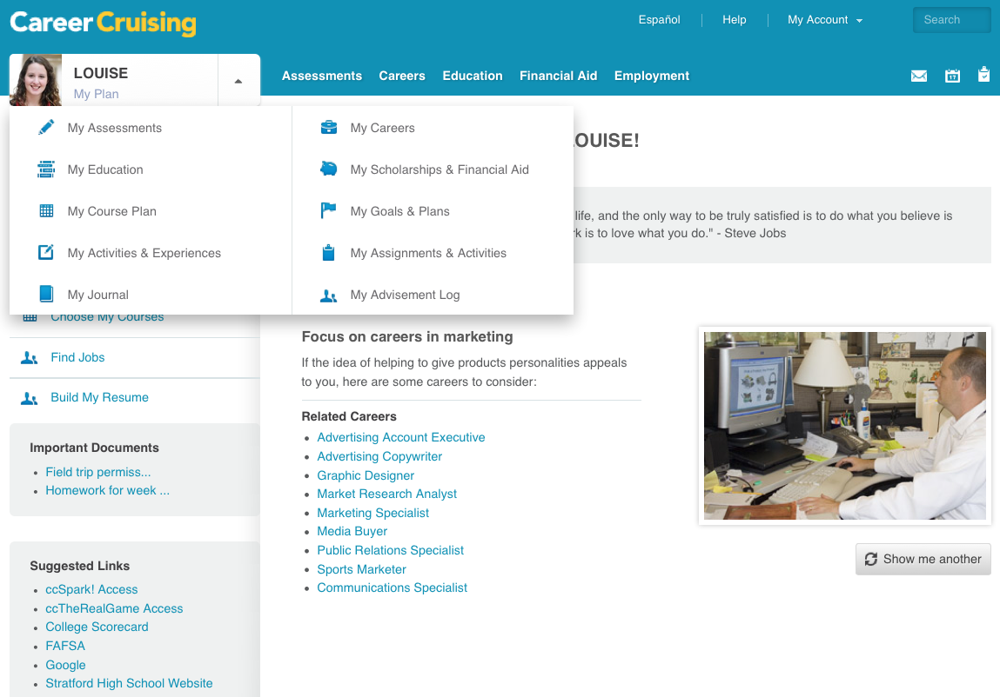 Career Cruising
Español
Help
My Account
Search
LOUISE
My Plan
Assessments
Careers
Education
Financial Aid
Employment
17
My Assessments
My Careers
My Education
My Scholarships & Financial Aid
My Course Plan
My Goals & Plans
My Activities & Experiences
My Assignments & Activities
My Journal
My Advisement Log
OUISE!
life, and the only way to be truly satisfied is to do what you believe is
k is to love what you do." - Steve Jobs
Choose My Courses
Find Jobs
Build My Resume
Important Documents
Field trip permiss...
Homework for week ...
Suggested Links
ccSpark! Access
ccTheRealGame Access
College Scorecard
FAFSA
Google
Stratford High School Website
Focus on careers in marketing
If the idea of helping to give products personalities appeals
to you, here are some careers to consider:
Related Careers
Advertising Account Executive
Advertising Copywriter
Graphic Designer
Market Research Analyst
Marketing Specialist
Media Buyer
Public Relations Specialist
Sports Marketer
Communications Specialist
Show me another